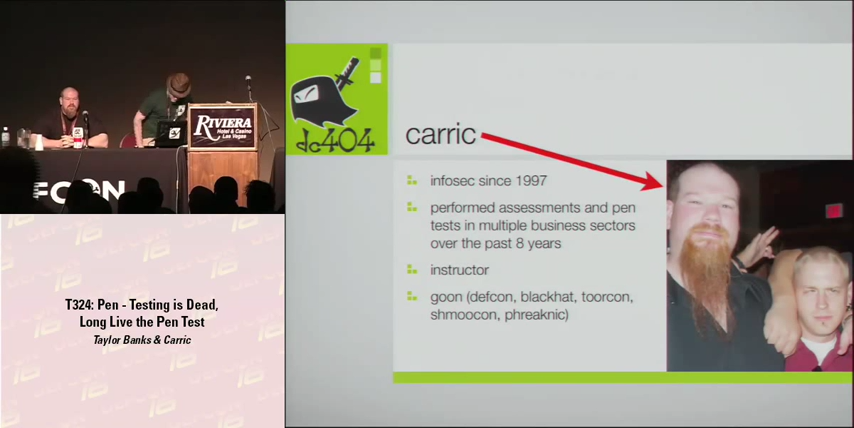 RIVIERA
Hotel & Casino
Las Vegas
T324: Pen - Testing is Dead,
Long Live the Pen Test
Taylor Banks & Carric
dc404
carric
infosec since 1997
performed assessments and pen
tests in multiple business sectors
over the past 8 years
instructor
goon (defcon, blackhat, toorcon,
shmoocon, phreaknic)